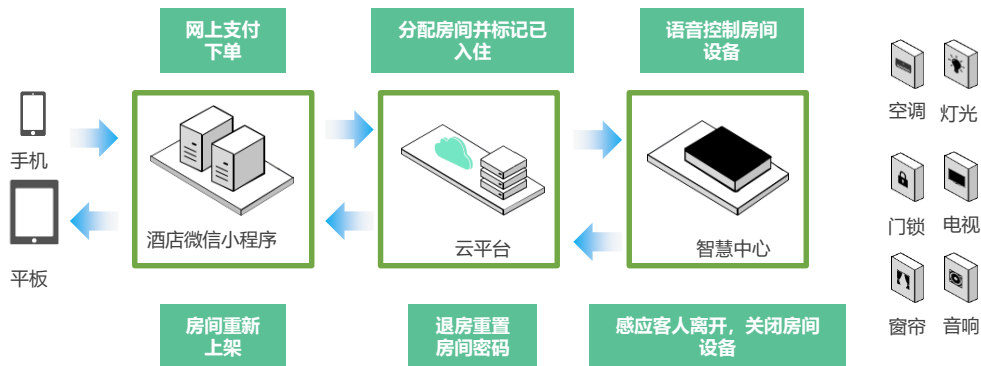 网上支付
下单
分配房间并标记已
入住
语音控制房间
设备
手机
平板
酒店微信小程序
云平台
智慧中心
空调
灯光
门锁
电视
窗帘
音响
房间重新
上架
退房重置
房间密码
感应客人离开，关闭房间
设备